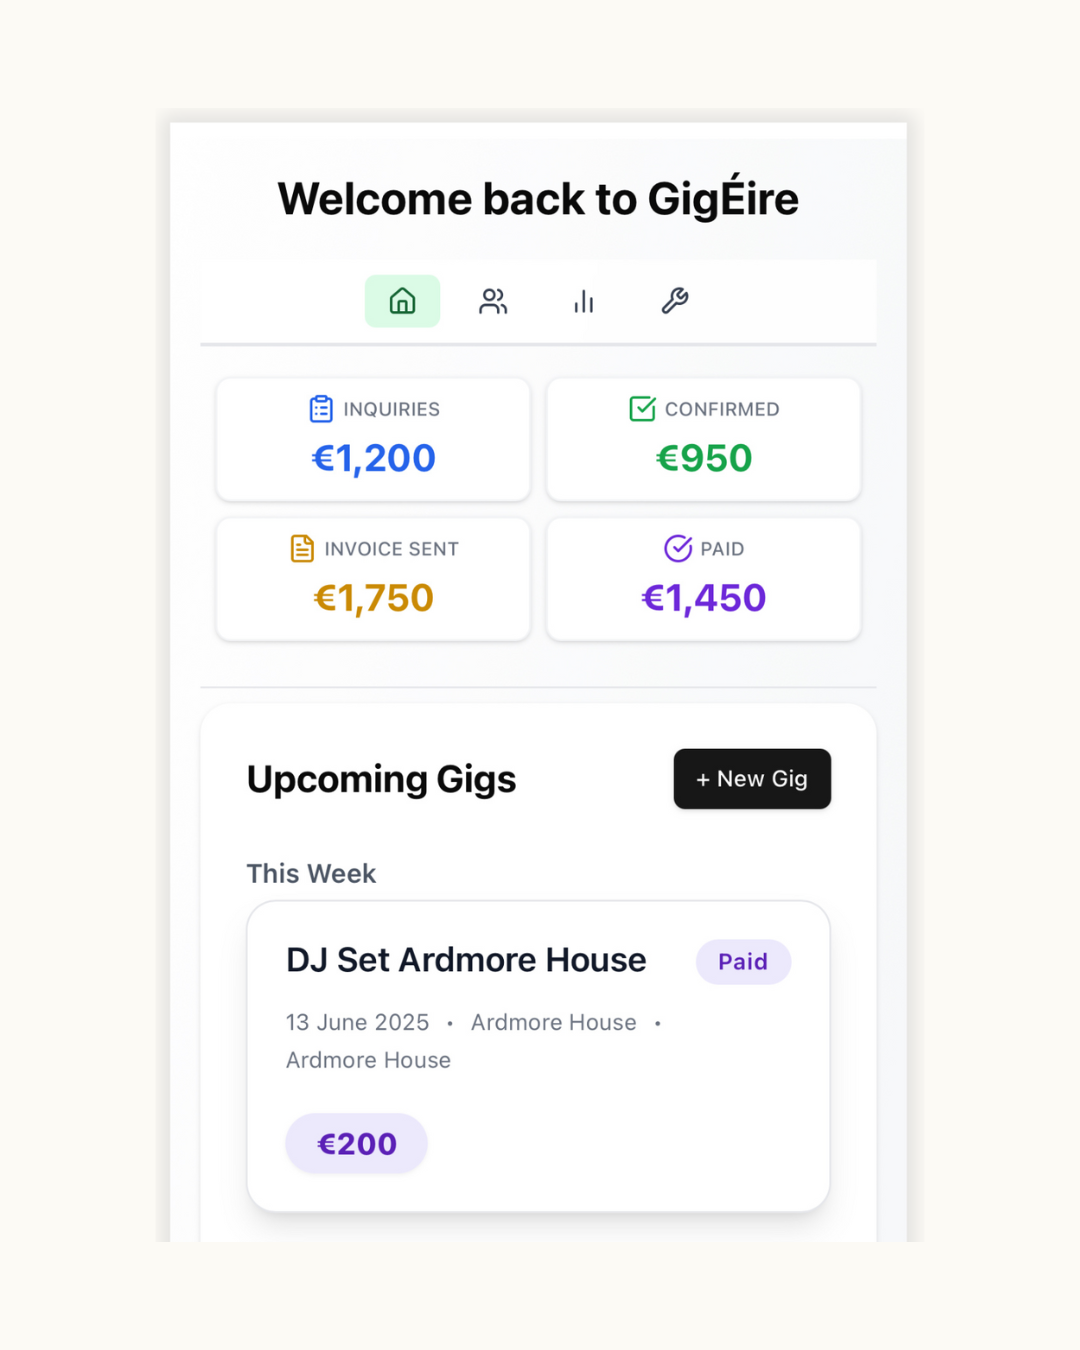 Welcome back to GigÉire
INQUIRIES
€1,200
CONFIRMED
€950
INVOICE SENT
€1,750
PAID
€1,450
Upcoming Gigs
+ New Gig
This Week
DJ Set Ardmore House
Paid
13 June 2025 • Ardmore House •
Ardmore House
€200